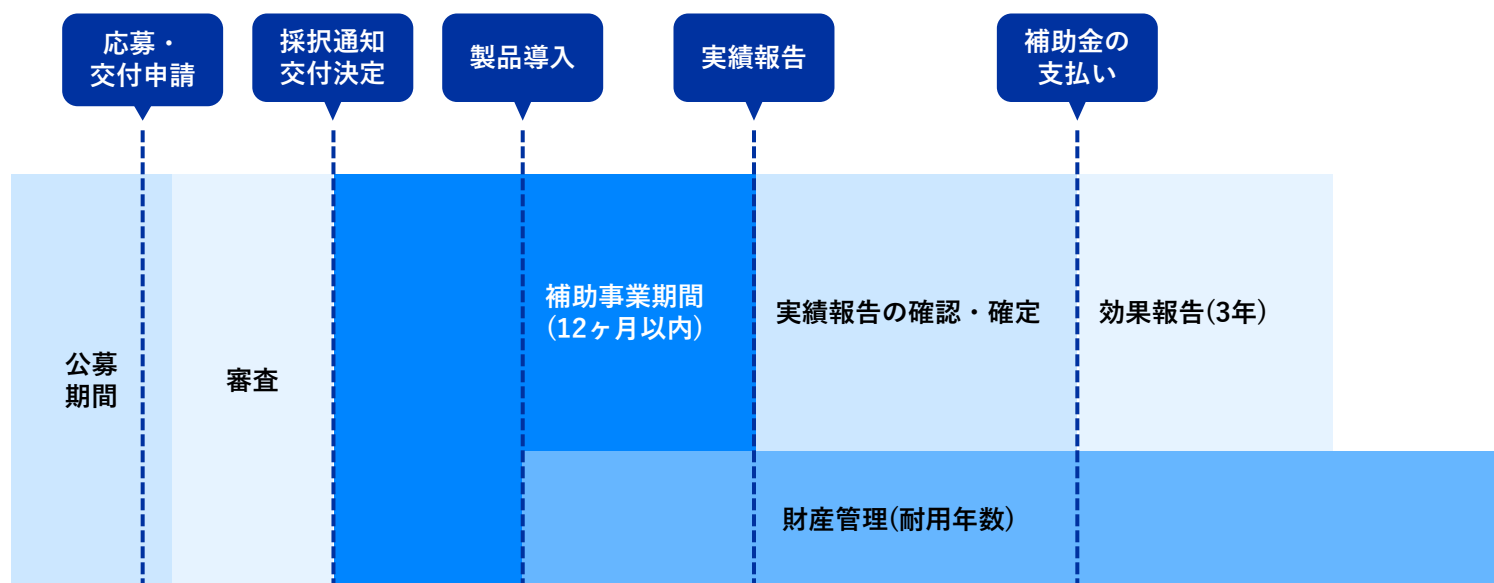 応募・
交付申請
採択通知
交付決定
製品導入
実績報告
補助金の
支払い
公募
期間
審査
補助事業期間
(12ヶ月以内)
実績報告の確認・確定
効果報告(3年)
財産管理(耐用年数)